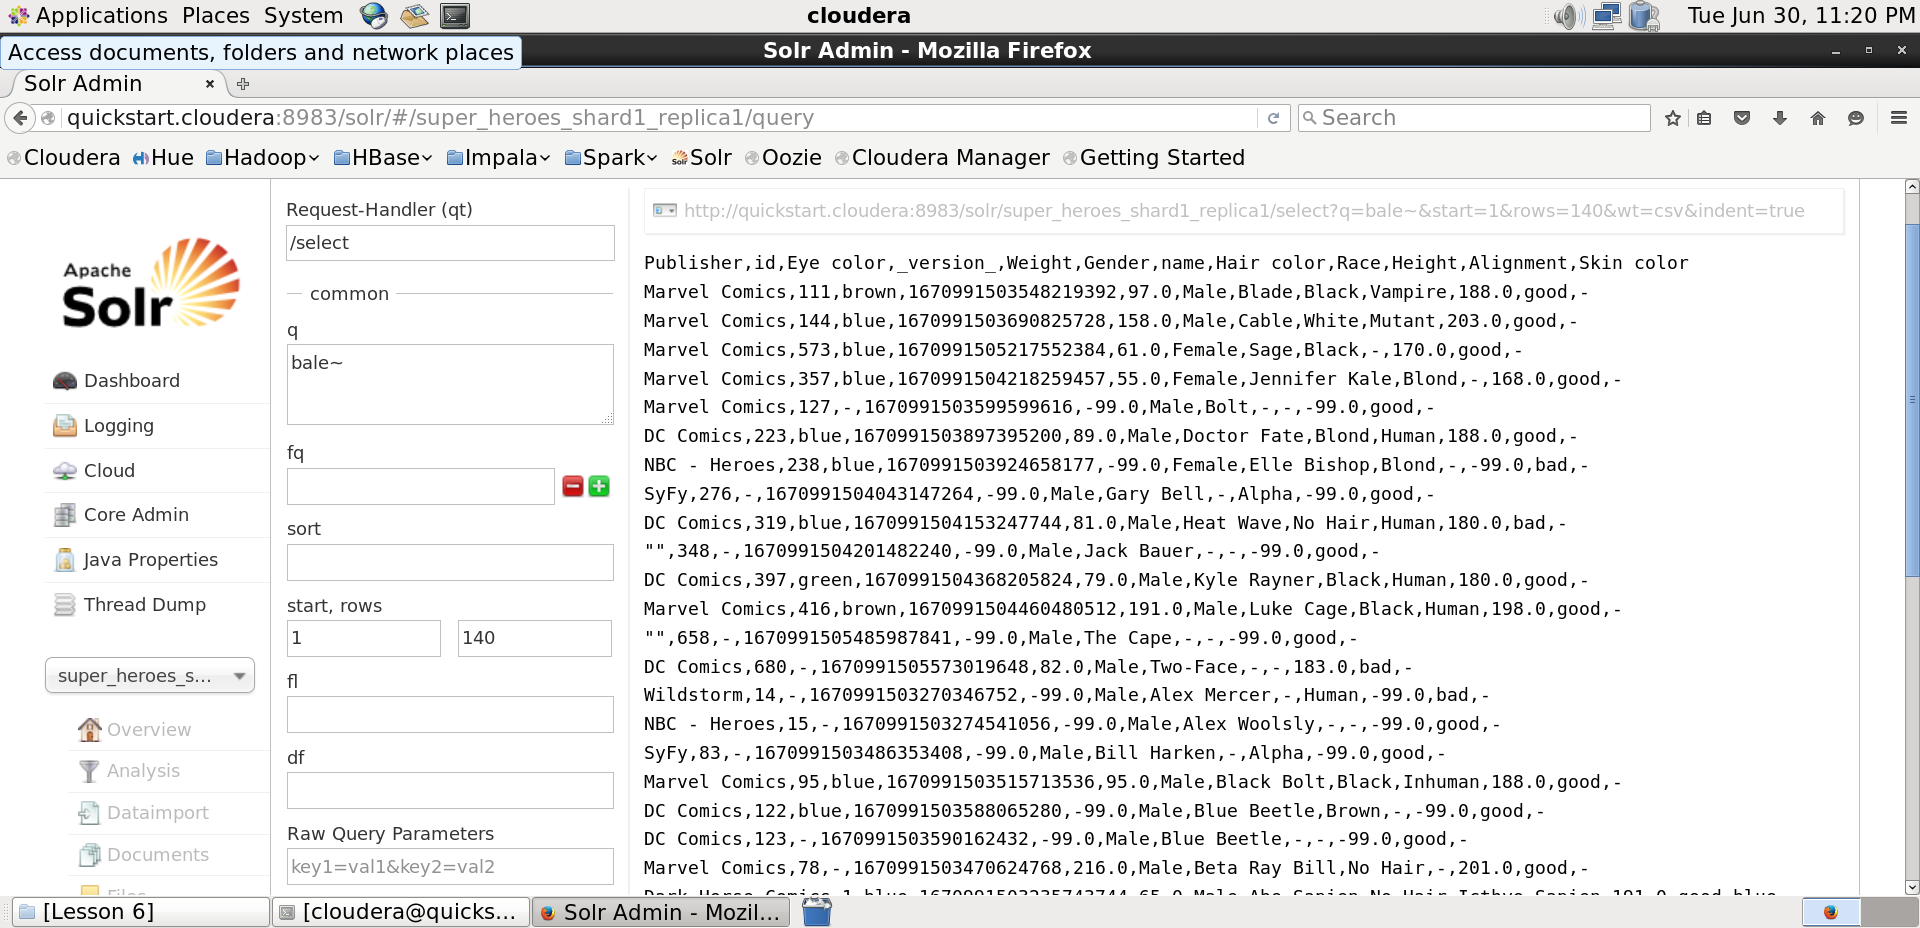 Applications Places System
cloudera
Tue Jun 30, 11:20 PM
Access documents, folders and network places
Solr Admin - Mozilla Firefox
Solr Admin
quickstart.cloudera:8983/solr/#/super_heroes_shard1_replica1/query
Search
Cloudera Hue Hadoop HBase Impala Spark Solr Oozie Cloudera Manager Getting Started
Apache
Solr
Dashboard
Logging
Cloud
Core Admin
Java Properties
Thread Dump
super_heroes_s...
Overview
Analysis
Dataimport
Documents
Files
Request-Handler (qt)
/select
common
q
bale~
fq
sort
start, rows
1 140
fl
df
Raw Query Parameters
key1=val1&key2=val2
http://quickstart.cloudera:8983/solr/super_heroes_shard1_replica1/select?q=bale~&start=1&rows=140&wt=csv&indent=true
Publisher,id,Eye color,_version_,Weight,Gender,name,Hair color,Race,Height,Alignment,Skin color
Marvel Comics,111,brown,1670991503548219392,97.0,Male,Blade,Black,Vampire,188.0,good,-
Marvel Comics,144,blue,1670991503690825728,158.0,Male,Cable,White,Mutant,203.0,good,-
Marvel Comics,573,blue,1670991505217552384,61.0,Female,Sage,Black,-,170.0,good,-
Marvel Comics,357,blue,1670991504218259457,55.0,Female,Jennifer Kale,Blond,-,168.0,good,-
Marvel Comics,127,-,1670991503599599616,-99.0,Male,Bolt,-,-,-99.0,good,-
DC Comics,223,blue,1670991503897395200,89.0,Male,Doctor Fate,Blond,Human,188.0,good,-
NBC - Heroes,238,blue,1670991503924658177,-99.0,Female,Elle Bishop,Blond,-,-99.0,bad,-
SyFy,276,-,1670991504043147264,-99.0,Male,Gary Bell,-,Alpha,-99.0,good,-
DC Comics,319,blue,1670991504153247744,81.0,Male,Heat Wave,No Hair,Human,180.0,bad,-
"",348,-,1670991504201482240,-99.0,Male,Jack Bauer,-,-,-99.0,good,-
DC Comics,397,green,1670991504368205824,79.0,Male,Kyle Rayner,Black,Human,180.0,good,-
Marvel Comics,416,brown,1670991504460480512,191.0,Male,Luke Cage,Black,Human,198.0,good,-
"",658,-,1670991505485987841,-99.0,Male,The Cape,-,-,-99.0,good,-
DC Comics,680,-,1670991505573019648,82.0,Male,Two-Face,-,-,183.0,bad,-
Wildstorm,14,-,1670991503270346752,-99.0,Male,Alex Mercer,-,Human,-99.0,bad,-
NBC - Heroes,15,-,1670991503274541056,-99.0,Male,Alex Woolsly,-,-,-99.0,good,-
SyFy,83,-,1670991503486353408,-99.0,Male,Bill Harken,-,Alpha,-99.0,good,-
Marvel Comics,95,blue,1670991503515713536,95.0,Male,Black Bolt,Black,Inhuman,188.0,good,-
DC Comics,122,blue,1670991503588065280,-99.0,Male,Blue Beetle,Brown,-,-99.0,good,-
DC Comics,123,-,1670991503590162432,-99.0,Male,Blue Beetle,-,-,-99.0,good,-
Marvel Comics,78,-,1670991503470624768,216.0,Male,Beta Ray Bill,No Hair,-,201.0,good,-
Dark Horse Comics,1,blue,1670991503235743744,65.0,Male,Abe Sapien,No Hair,Icthyo Sapien,191.0,good,blue
[Lesson 6]
[cloudera@quicks...
Solr Admin - Mozil...